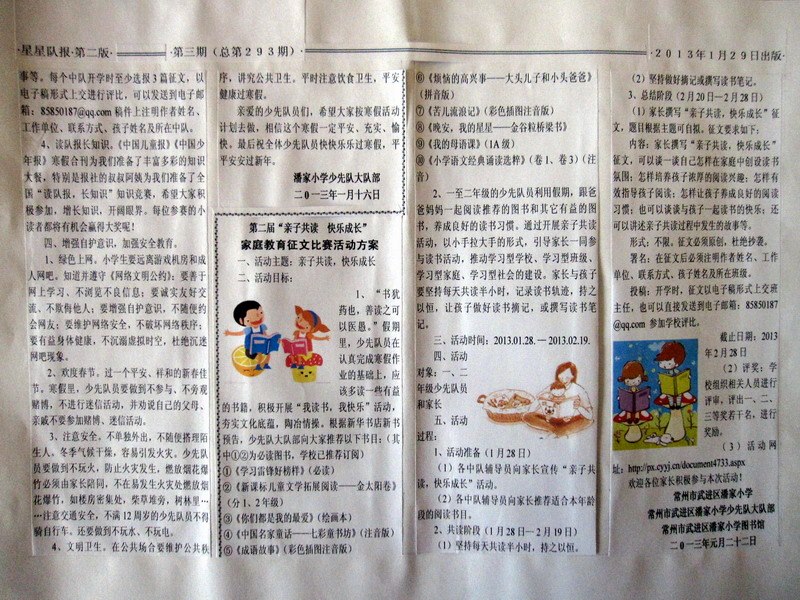 ·星星队报·第二版·
·第三期（总第293期）·
·2013年1月29日出版·
事等。每个中队开学时至少选报3篇征文，以
电子稿形式上交进行评比，可以发送到电子邮
箱：85850187@qq.com 稿件上注明作者姓名、
工作单位、联系方式、孩子姓名及所在中队。
4、读队报长知识。《中国儿童报》《中国少
年报》寒假合刊为我们准备了丰富多彩的知识
大餐。特别是报社的叔叔阿姨为我们准备了全
国“读队报，长知识”知识竞赛，希望大家积
极参加，增长知识，开阔眼界。每位参赛的小
读者都将有机会赢得大奖呢！
四、增强自护意识，加强安全教育。
1、绿色上网。小学生要远离游戏机房和成
人网吧。知道并遵守《网络文明公约》：要善于
网上学习、不浏览不良信息；要诚实友好交
流、不欺侮他人；要增强自护意识，不随便约
会网友；要维护网络安全，不破坏网络秩序；
要有益身体健康，不沉溺虚拟时空，杜绝沉迷
网吧现象。
2、欢度春节。过一个平安、祥和的新春佳
节。寒假里，少先队员要做到不参与、不旁观
赌博，不进行迷信活动，并劝说自己的父母、
亲戚不要参加赌博、迷信活动。
3、注意安全。不单独外出，不随便搭理陌
生人，冬季气候干燥，容易引发火灾。少先队
员要做到不玩火，防止火灾发生。燃放烟花爆
竹必须由家长陪同，不在易发生火灾处燃放烟
花爆竹，如楼房密集处，柴草堆旁，树林里…
…注意交通安全，不满12周岁的少先队员不得
骑自行车。还要做到不玩水、不玩电。
4、文明卫生。在公共场合要维护公共秩
序，讲究公共卫生。平时注意饮食卫生，平安
健康过寒假。
亲爱的少先队员们，希望大家按寒假活动
计划去做，相信这个寒假一定平安、充实、愉
快。最后祝全体少先队员快快乐乐过寒假，平
平安安过新年。
潘家小学少先队大队部
二0一三年一月十六日
第二届“亲子共读 快乐成长”
家庭教育征文比赛活动方案
一、活动主题：亲子共读，快乐成长
二、活动目标：
1、“书犹
药也，善读之可
以医愚。”假期
里，少先队员在
认真完成寒假作
业的基础上，应
该多读一些有益
的书籍，积极开展“我读书，我快乐”活动，
夯实文化底蕴，陶冶情操。根据新华书店新书
预告，少先队大队部向大家推荐以下书目：（其
中①②为必读图书，学校已推荐订阅）
①《学习雷锋好榜样》（必读）
②《新课标儿童文学拓展阅读——金太阳卷》
（分1、2年级）
③《你们都是我的最爱》（绘画本）
④《中国名家童话——七彩童书坊》（注音版）
⑤《成语故事》（彩色插图注音版）
⑥《烦恼的高兴事——大头儿子和小头爸爸》
（拼音版）
⑦《苦儿流浪记》（彩色插图注音版）
⑧《晚安，我的星星——金谷粒桥梁书》
⑨《我的母语课》（1A级）
⑩《小学语文经典诵读选粹》（卷1、卷3）（注
音）
2、一至二年级的少先队员利用假期，跟爸
爸妈妈一起阅读推荐的图书和其它有益的图
书，养成良好的读书习惯。通过开展亲子共读
活动，以小手拉大手的形式，引导家长一同参
与读书活动，推动学习型学校、学习型班级、
学习型家庭、学习型社会的建设。家长与孩子
要坚持每天共读半小时，记录读书轨迹，持之
以恒，让孩子做好读书摘记，或撰写读书笔
记。
三、活动时间：2013.01.28.—2013.02.19.
四、活动
对象：一、二
年级少先队员
和家长
五、活动
过程：
1、活动准备（1月28日）
（1）各中队辅导员向家长宣传“亲子共
读，快乐成长”活动。
（2）各中队辅导员向家长推荐适合本年龄
段的阅读书目。
2、共读阶段（1月28日—2月19日）
（1）坚持每天共读半小时，持之以恒。
（2）坚持做好摘记或撰写读书笔记。
3、总结阶段（2月20日—2月28日）
（1）家长撰写“亲子共读，快乐成长”征
文，题目根据主题可自拟。征文要求如下：
内容：家长撰写“亲子共读，快乐成长”
征文，可以谈一谈自己怎样在家庭中创设读书
氛围；怎样培养孩子浓厚的阅读兴趣；怎样有
效指导孩子阅读；怎样让孩子养成良好的阅读
习惯；也可以谈谈与孩子一起读书的快乐；还
可以讲述亲子共读过程中发生的故事等。
形式：不限。征文必须原创，杜绝抄袭。
署名：在征文后必须注明作者姓名、工作
单位、联系方式、孩子姓名及所在班级。
投稿：开学时，征文以电子稿形式上交班
主任，也可以直接发送到电子邮箱：85850187
@qq.com 参加学校评比。
截止日期：2013
年2月28日
（2）评奖：学
校组织相关人员进行
评审，评出一、二、
三等奖若干名，进行
奖励。
（3）活动网
址：http://px.cyyj.cn/document4733.aspx
欢迎各位家长积极参与本次活动！
常州市武进区潘家小学
常州市武进区潘家小学少先队大队部
常州市武进区潘家小学图书馆
二0一三年元月二十二日